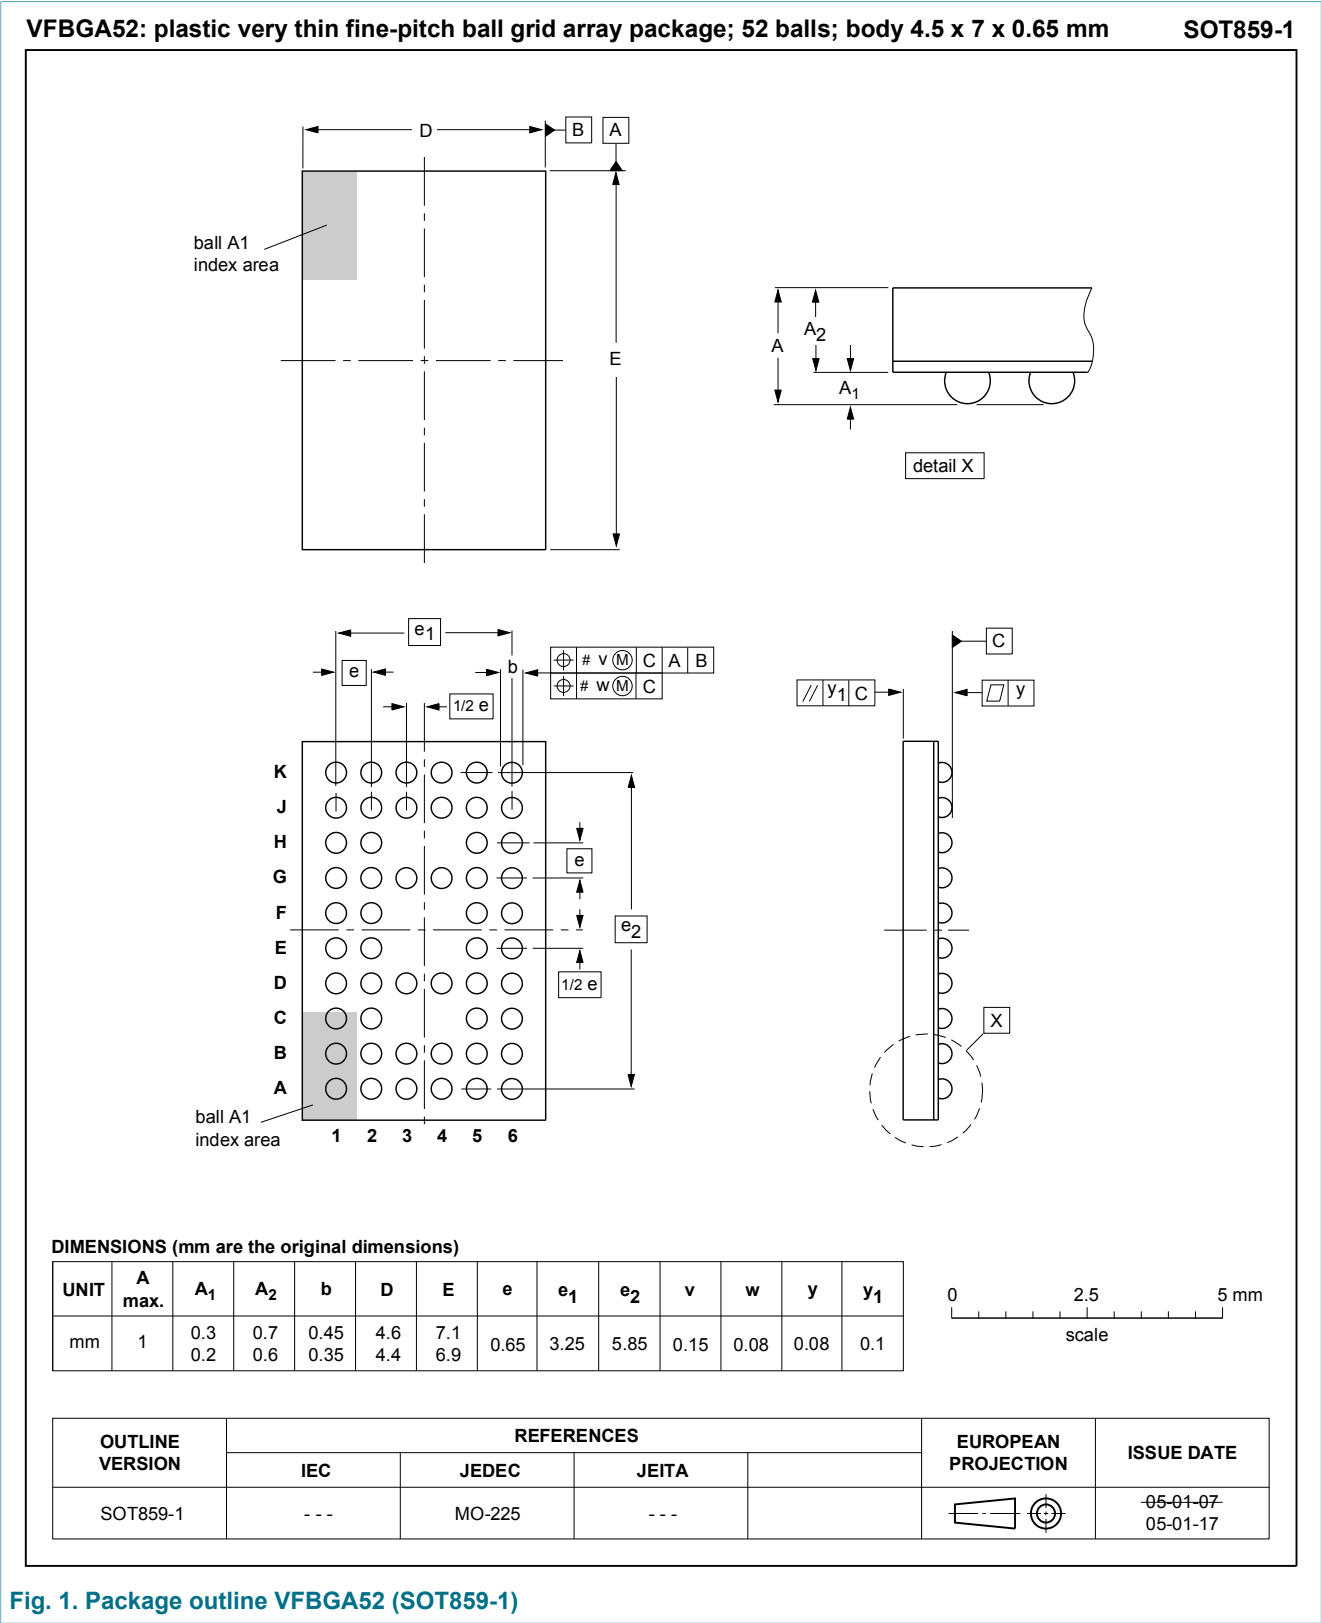 VFBGA52: plastic very thin fine-pitch ball grid array package; 52 balls; body 4.5 x 7 x 0.65 mm SOT859-1
D B A
ball A1
index area
E
A A2
A1
detail X
e1
e b # v M C A B
# w M C
1/2 e
C
// y1 C y
K
J
H
e
G
F
e2
E
D
1/2 e
C
X
B
A
ball A1
index area
1 2 3 4 5 6
DIMENSIONS (mm are the original dimensions)
UNIT A max. A1 A2 b D E e e1 e2 v w y y1
mm 1 0.3 0.2 0.7 0.6 0.45 0.35 4.6 4.4 7.1 6.9 0.65 3.25 5.85 0.15 0.08 0.08 0.1
0 2.5 5 mm
scale
OUTLINE VERSION REFERENCES EUROPEAN PROJECTION ISSUE DATE
IEC JEDEC JEITA
SOT859-1 - - - MO-225 - - - 05-01-07
05-01-17
Fig. 1. Package outline VFBGA52 (SOT859-1)